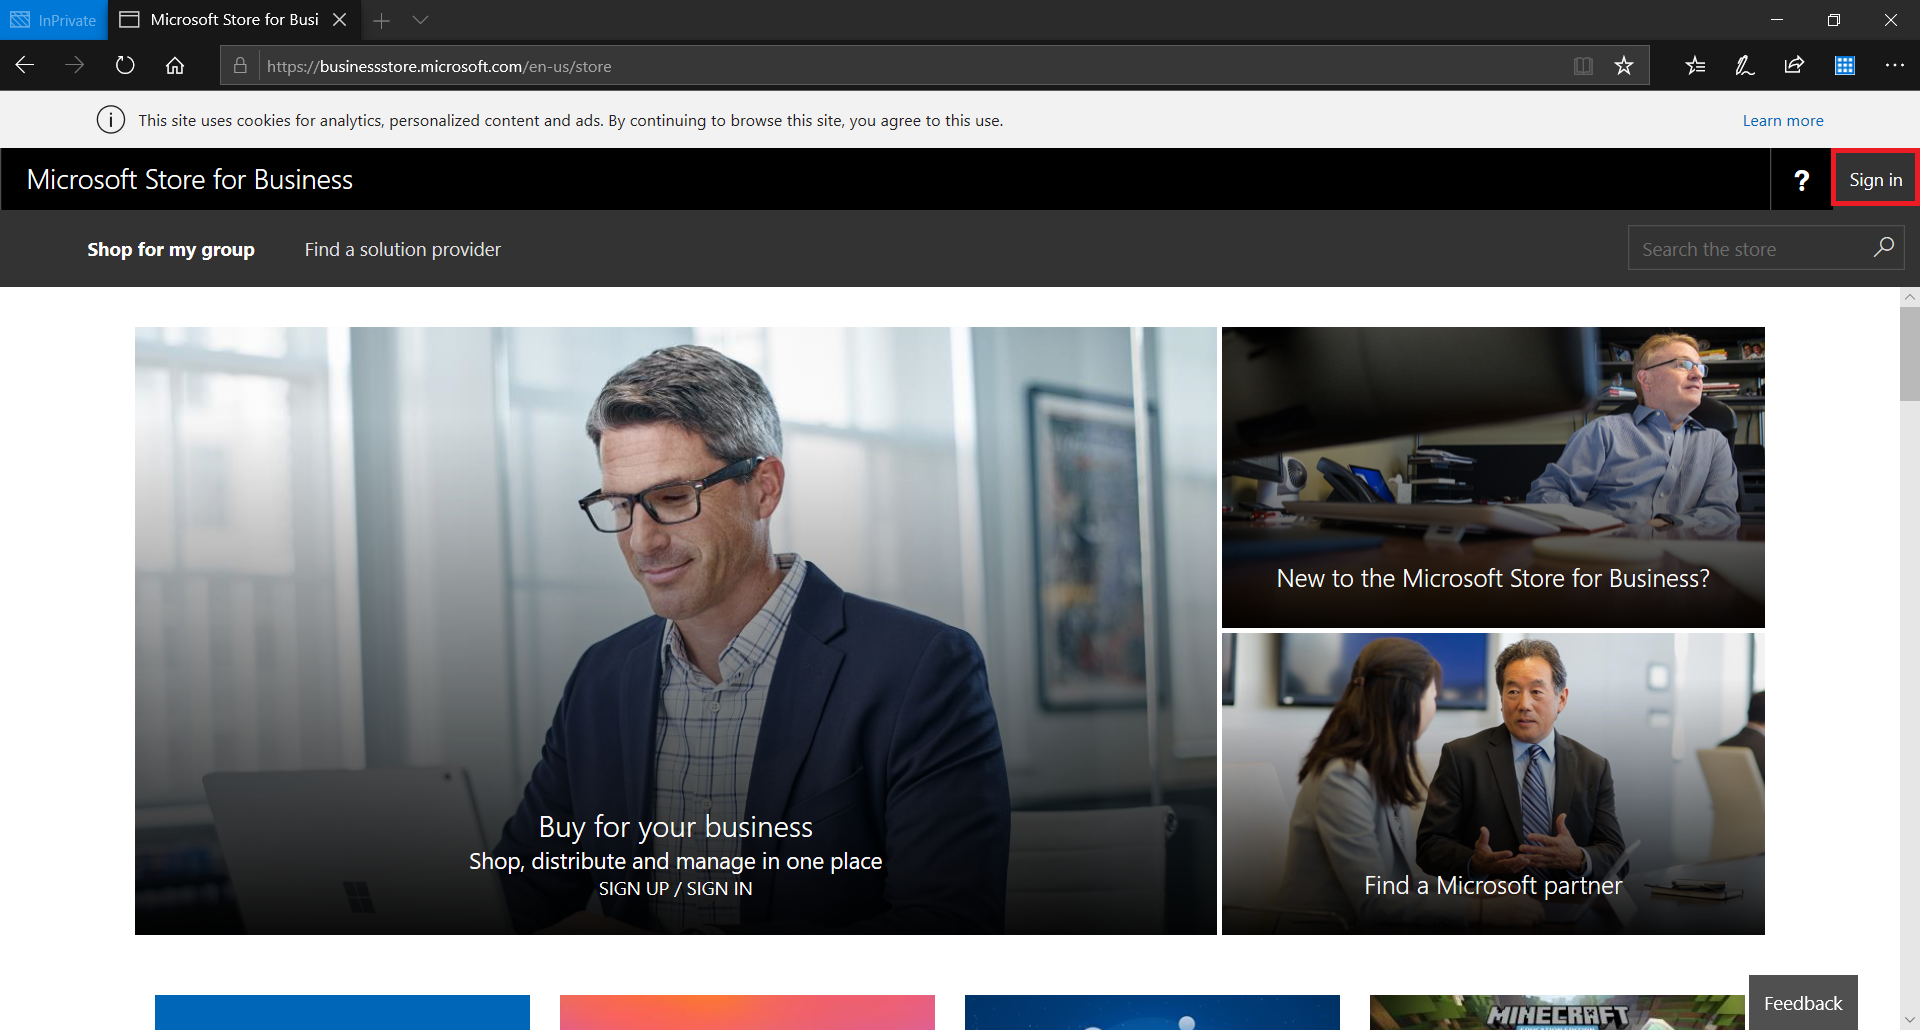 InPrivate
Microsoft Store for Busi
https://businessstore.microsoft.com/en-us/store
This site uses cookies for analytics, personalized content and ads. By continuing to browse this site, you agree to this use.
Learn more
Microsoft Store for Business
?
Sign in
Shop for my group
Find a solution provider
Search the store
New to the Microsoft Store for Business?
Buy for your business
Shop, distribute and manage in one place
SIGN UP / SIGN IN
Find a Microsoft partner
MINECRAFT
EDUCATION EDITION
Feedback